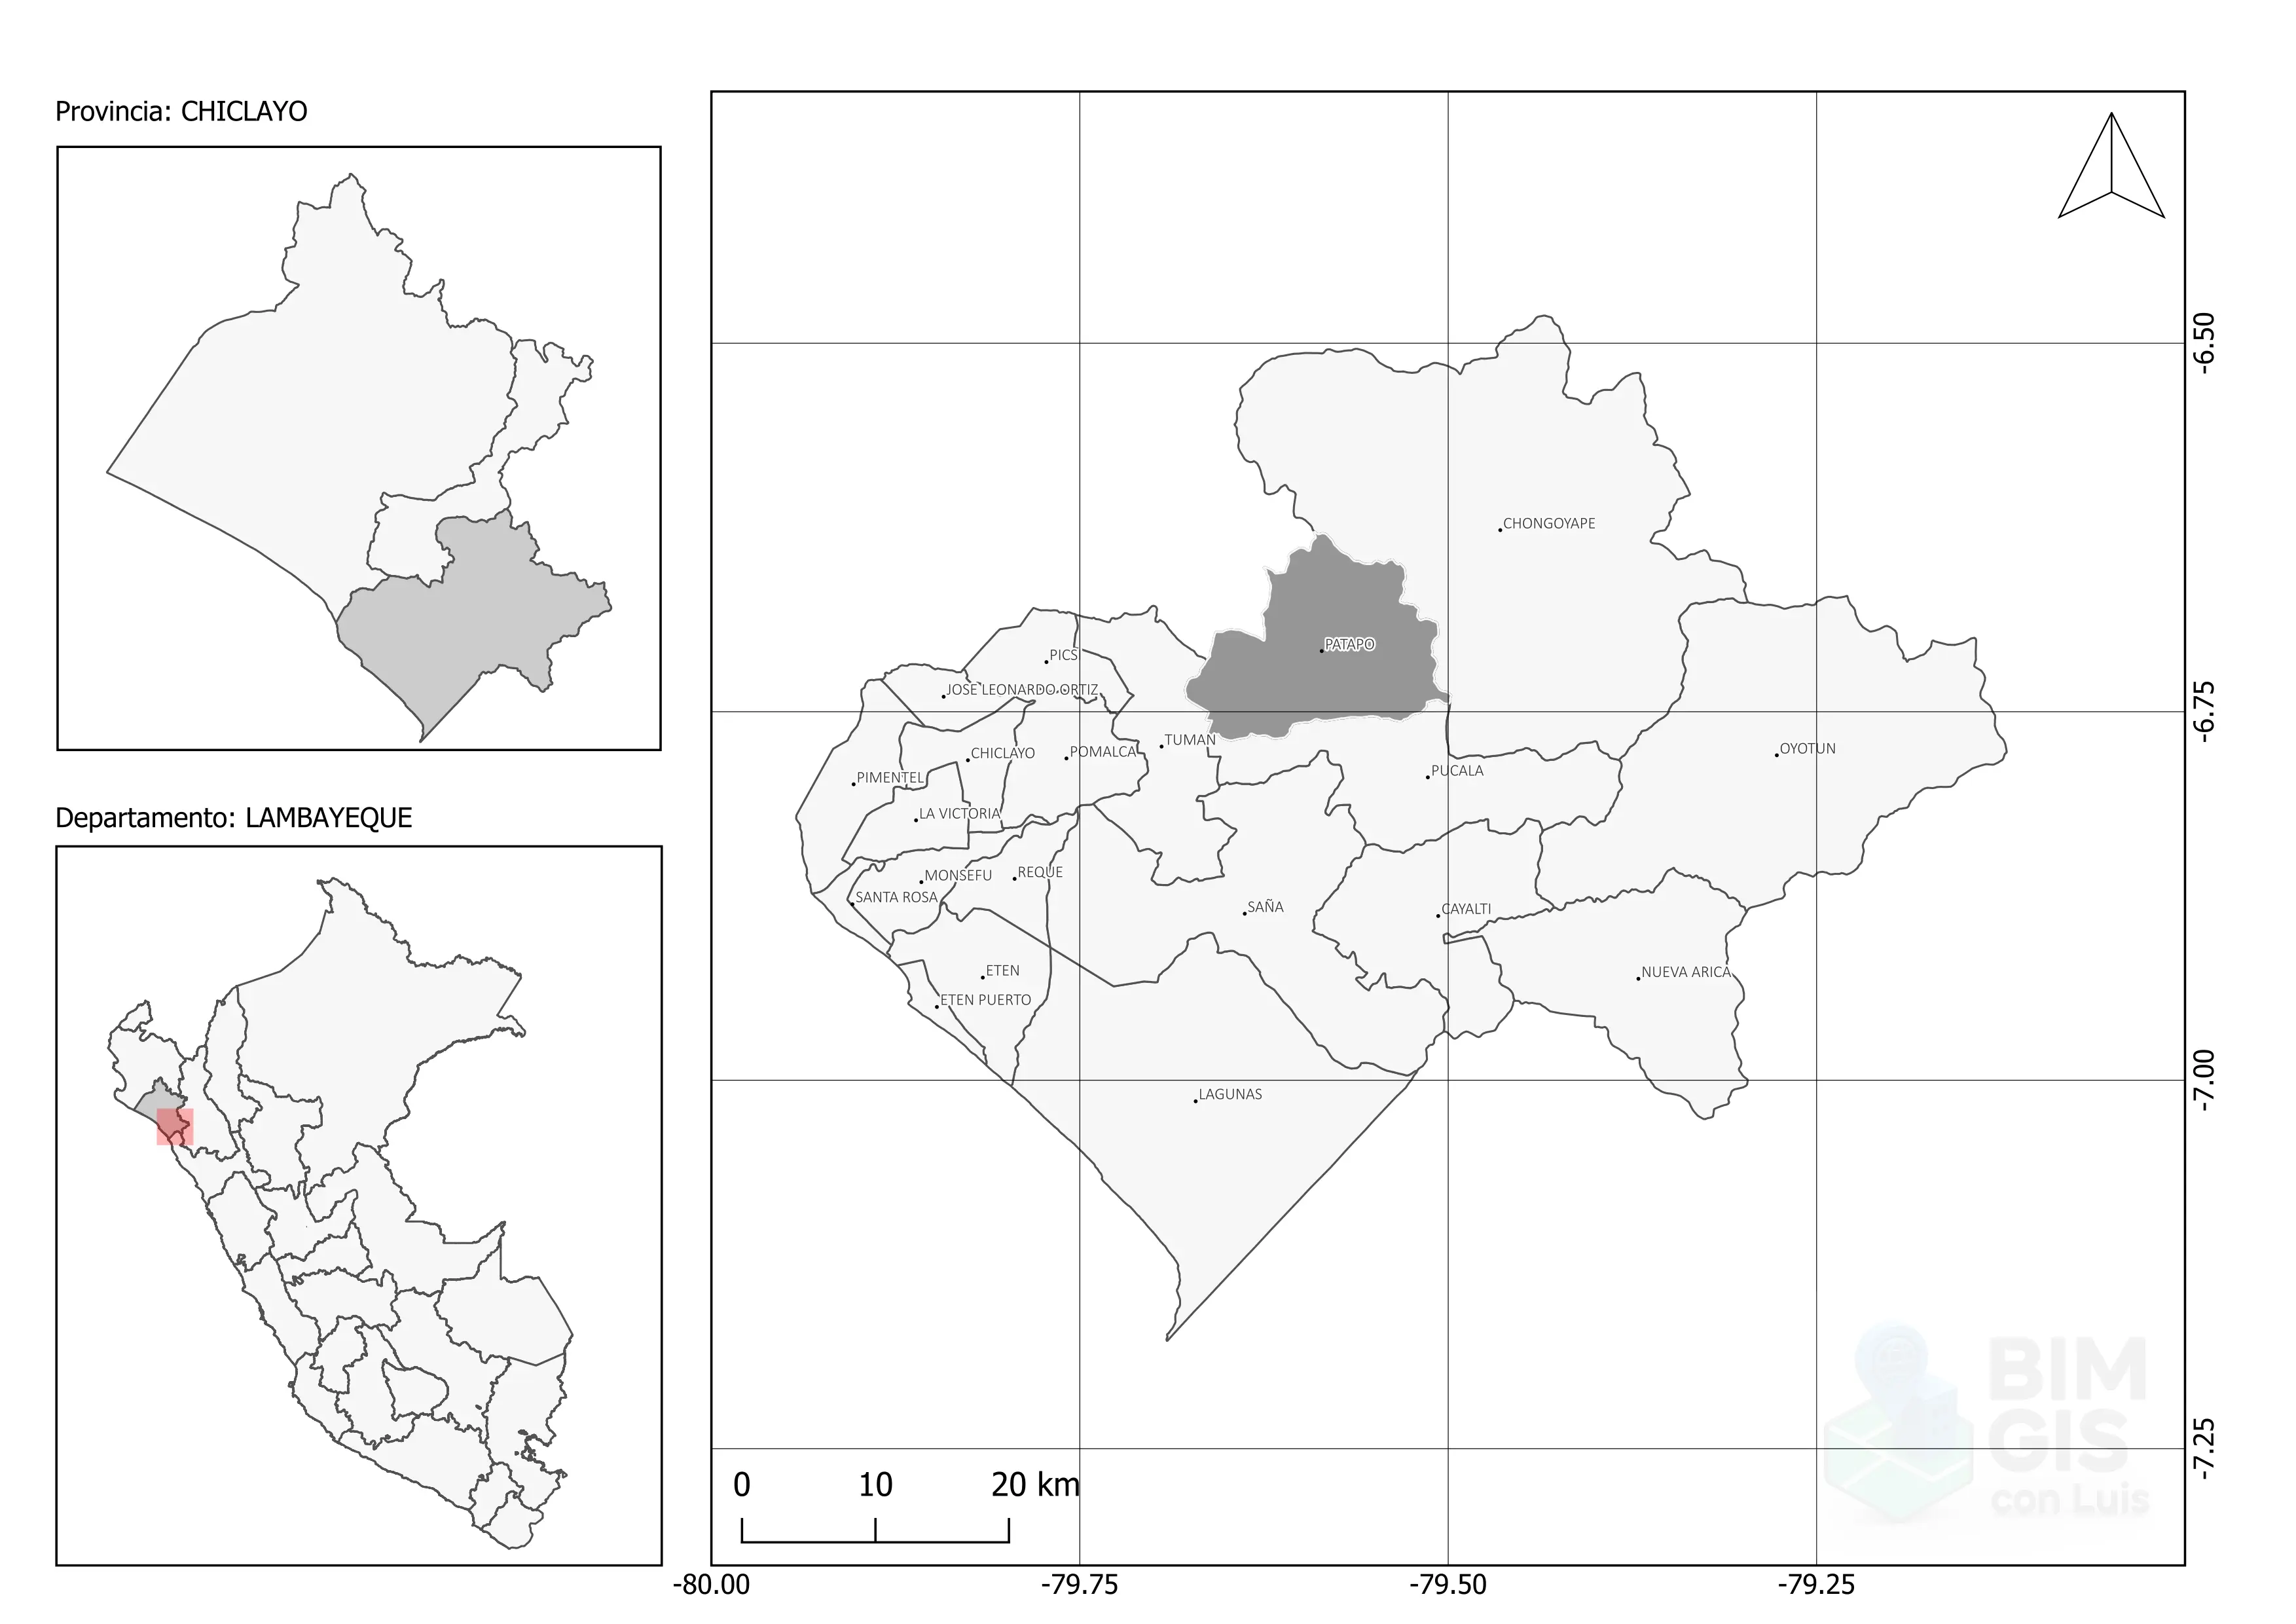 Provincia: CHICLAYO
Departamento: LAMBAYEQUE
CHONGOYAPE
PATAPO
PICSI
JOSE LEONARDO ORTIZ
TUMAN
CHICLAYO
POMALCA
OYOTUN
PIMENTEL
PUCALA
LA VICTORIA
REQUE
MONSEFU
SANTA ROSA
SAÑA
CAYALTI
ETEN
NUEVA ARICA
ETEN PUERTO
LAGUNAS
-6.50
-6.75
-7.00
-7.25
0 10 20 km
-80.00 -79.75 -79.50 -79.25
BIM
GIS
con Luis